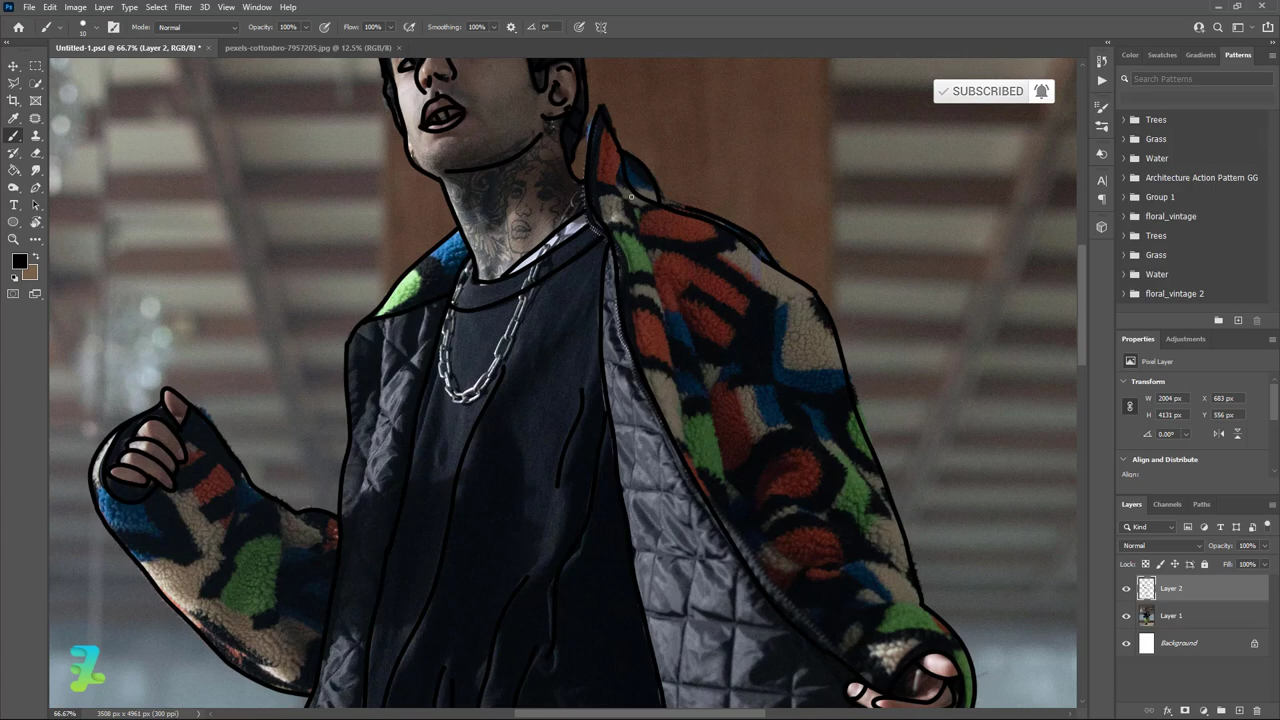 Ps File Edit Image Layer Type Select Filter 3D View Window Help
10 Mode: Normal Opacity: 100% Flow: 100% Smoothing: 100% 0°
Untitled-1.psd @ 66.7% (Layer 2, RGB/8) * × pexels-cottonbro-7957205.jpg @ 12.5% (RGB/8) ×
Color Swatches Gradients Patterns
Search Patterns
SUBSCRIBED
Trees
Grass
Water
Architecture Action Pattern GG
Group 1
floral_vintage
Trees
Grass
Water
floral_vintage 2
Properties Adjustments
Pixel Layer
Transform
W 2004 px X 683 px
H 4131 px Y 556 px
0.00°
Align and Distribute
Align:
Layers Channels Paths
Kind
Normal Opacity: 100%
Lock: Fill: 100%
Layer 2
Layer 1
Background
66.67% 3508 px x 4961 px (300 ppi)